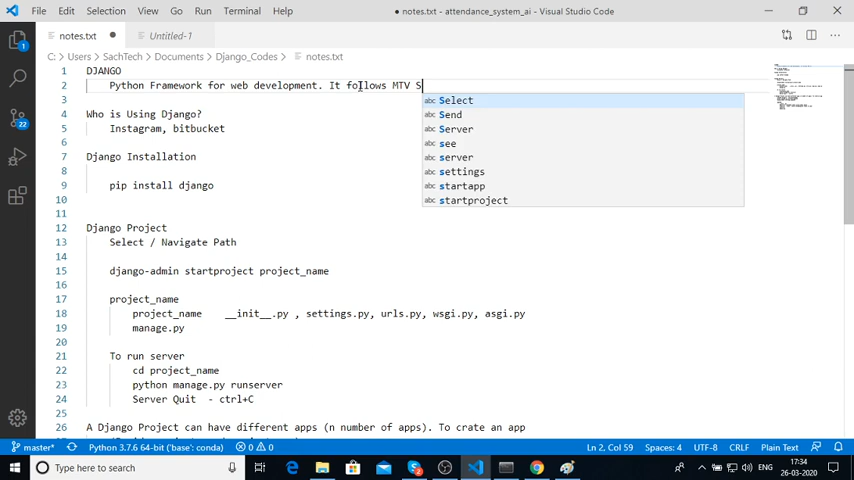 File Edit Selection View Go Run Terminal Help
● notes.txt - attendance_system_ai - Visual Studio Code
notes.txt ● Untitled-1
C: > Users > SachTech > Documents > Django_Codes > notes.txt
1 DJANGO
2 Python Framework for web development. It follows MTV S
3
4 Who is Using Django?
5 Instagram, bitbucket
6
7 Django Installation
8
9 pip install django
10
11
12 Django Project
13 Select / Navigate Path
14
15 django-admin startproject project_name
16
17 project_name
18 project_name __init__.py , settings.py, urls.py, wsgi.py, asgi.py
19 manage.py
20
21 To run server
22 cd project_name
23 python manage.py runserver
24 Server Quit - ctrl+C
25
26 A Django Project can have different apps (n number of apps). To crate an app
abc Select
abc Send
abc Server
abc see
abc server
abc settings
abc startapp
abc startproject
1
22
master* Python 3.7.6 64-bit ('base': conda) 0 0 Ln 2, Col 59 Spaces: 4 UTF-8 CRLF Plain Text
Type here to search
2
ENG
17:34
26-03-2020